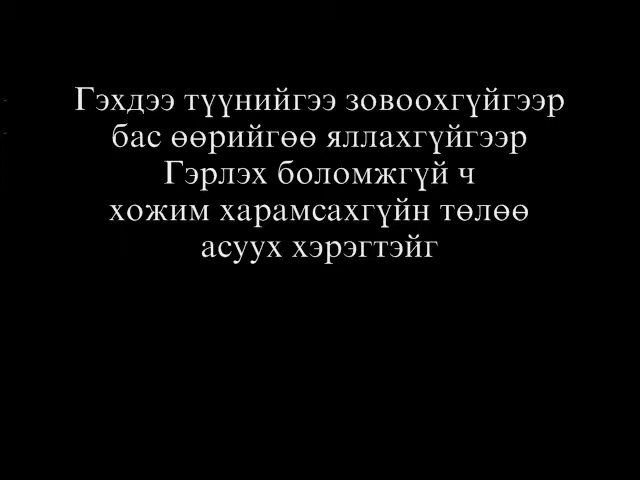 Гэхдээ түүнийгээ зовоохгүйгээр
бас өөрийгөө яллахгүйгээр
Гэрлэх боломжгүй ч
хожим харамсахгүйн төлөө
асуух хэрэгтэйг